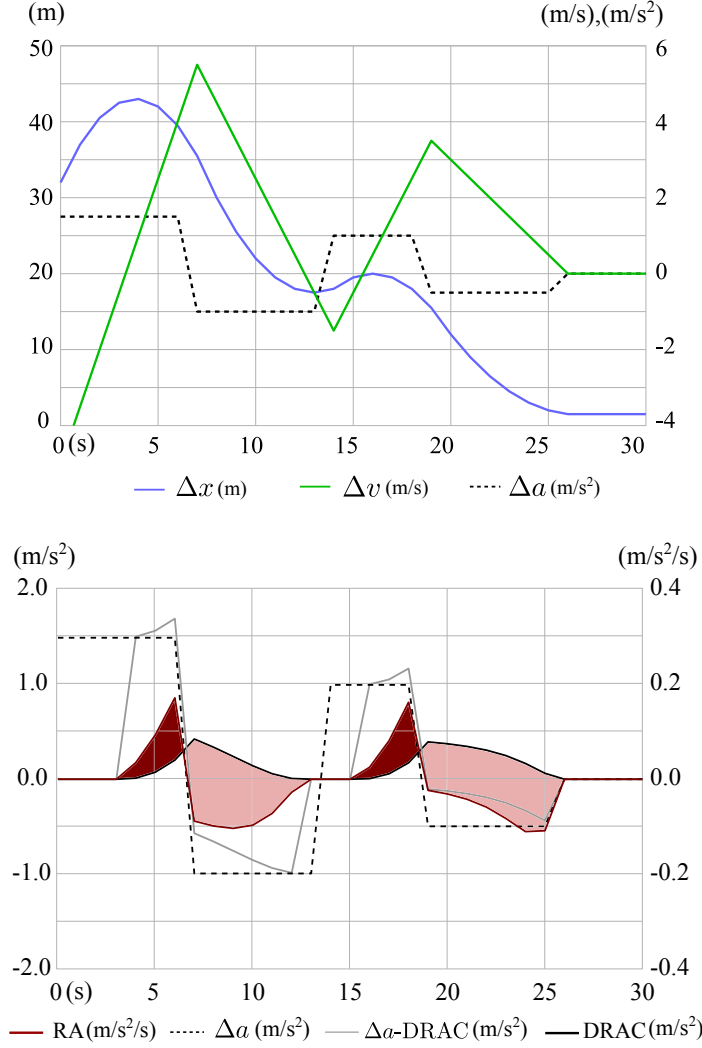 (m) (m/s),(m/s²)
50 6
40 4
30 2
20 0
10 -2
0 -4
0 (s) 5 10 15 20 25 30
Δx (m) Δv (m/s) Δa (m/s²)
(m/s²) (m/s²/s)
2.0 0.4
1.0 0.2
0.0 0.0
-1.0 -0.2
-2.0 -0.4
0 (s) 5 10 15 20 25 30
RA (m/s²/s) Δa (m/s²) Δa-DRAC (m/s²) DRAC (m/s²)